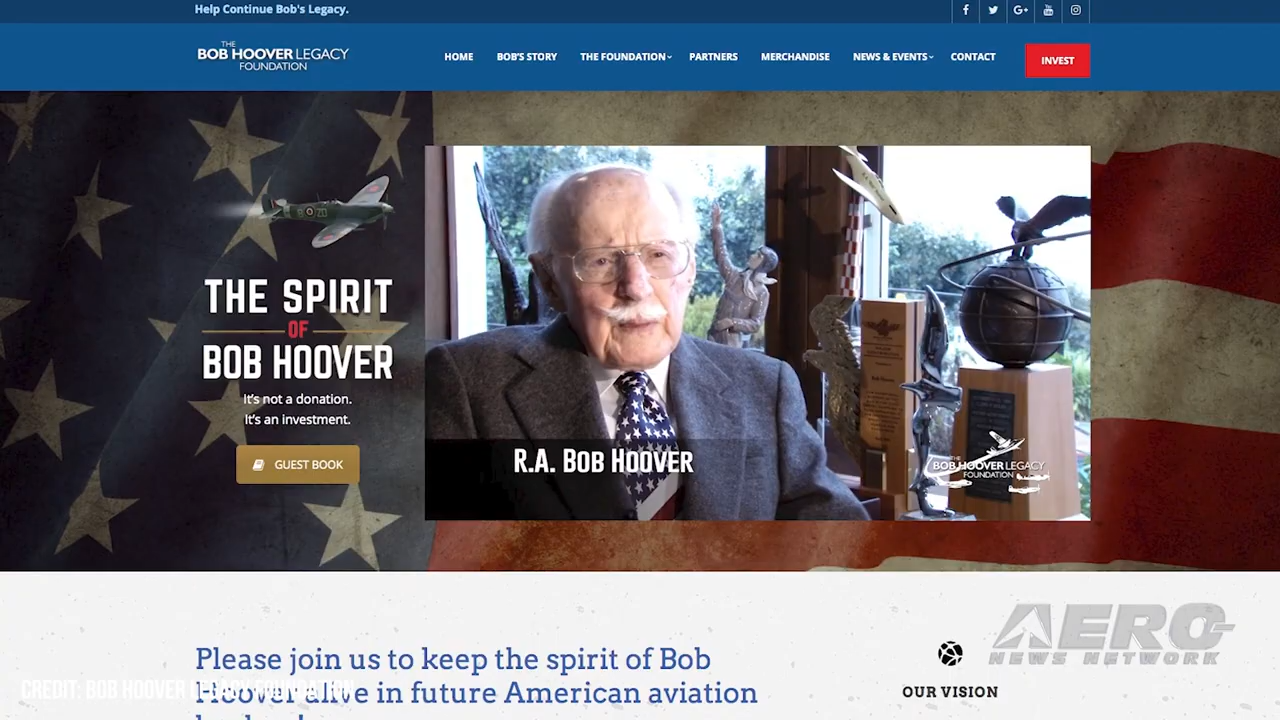 Help Continue Bob's Legacy.
THE
BOB HOOVER LEGACY
FOUNDATION
HOME BOB'S STORY THE FOUNDATION PARTNERS MERCHANDISE NEWS & EVENTS CONTACT INVEST
THE SPIRIT
OF
BOB HOOVER
It's not a donation.
It's an investment.
GUEST BOOK
R.A. BOB HOOVER
THE
BOB HOOVER LEGACY
FOUNDATION
Please join us to keep the spirit of Bob
Hoover alive in future American aviation
OUR VISION
AERO
NEWS NETWORK
CREDIT: BOB HOOVER LEGACY FOUNDATION